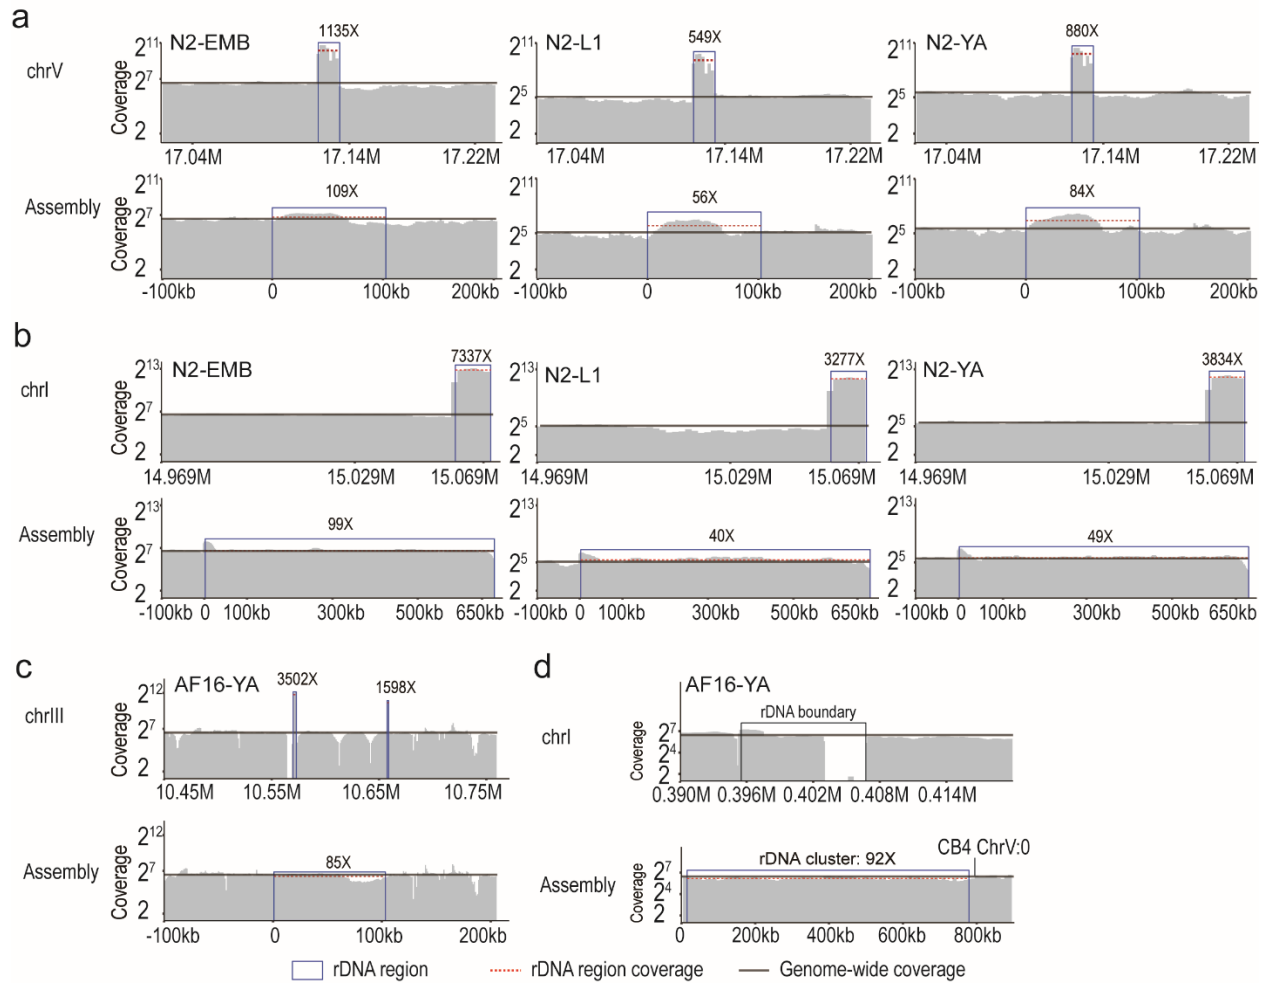 a
N2-EMB 1135X N2-L1 549X N2-YA 880X
chrV
Coverage
2¹¹ 2⁷ 2
17.04M 17.14M 17.22M
2¹¹ 2⁵ 2
17.04M 17.14M 17.22M
2¹¹ 2⁵ 2
17.04M 17.14M 17.22M
Assembly
Coverage
109X 56X 84X
2¹¹ 2⁷ 2
-100kb 0 100kb 200kb
2¹¹ 2⁵ 2
-100kb 0 100kb 200kb
2¹¹ 2⁵ 2
-100kb 0 100kb 200kb
b
N2-EMB 7337X N2-L1 3277X N2-YA 3834X
chrI
Coverage
2¹³ 2⁷ 2
14.969M 15.029M 15.069M
2¹³ 2⁵ 2
14.969M 15.029M 15.069M
2¹³ 2⁵ 2
14.969M 15.029M 15.069M
Assembly
Coverage
99X 40X 49X
2¹³ 2⁷ 2
-100kb 0 100kb 300kb 500kb 650kb
2¹³ 2⁵ 2
-100kb 0 100kb 300kb 500kb 650kb
2¹³ 2⁵ 2
-100kb 0 100kb 300kb 500kb 650kb
c
AF16-YA 3502X 1598X
chrIII
Coverage
2¹² 2⁷ 2
10.45M 10.55M 10.65M 10.75M
Assembly
Coverage
85X
2¹² 2⁷ 2
-100kb 0 100kb 200kb
d
AF16-YA
rDNA boundary
chrI
Coverage
2⁷ 2⁴ 2
0.390M 0.396M 0.402M 0.408M 0.414M
rDNA cluster: 92X CB4 ChrV:0
Assembly
Coverage
2⁷ 2⁴ 2
0 200kb 400kb 600kb 800kb
rDNA region rDNA region coverage Genome-wide coverage